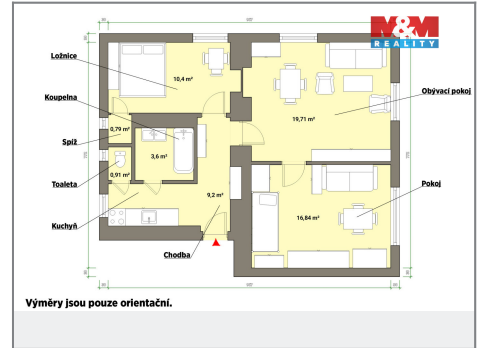 M&M
REALITY
Ložnice
10,4 m²
Koupelna
Obývací pokoj
19,71 m²
0,79 m²
Spíž
3,6 m²
Toaleta
0,91 m²
Pokoj
9,2 m²
16,84 m²
Kuchyň
Chodba
Výměry jsou pouze orientační.